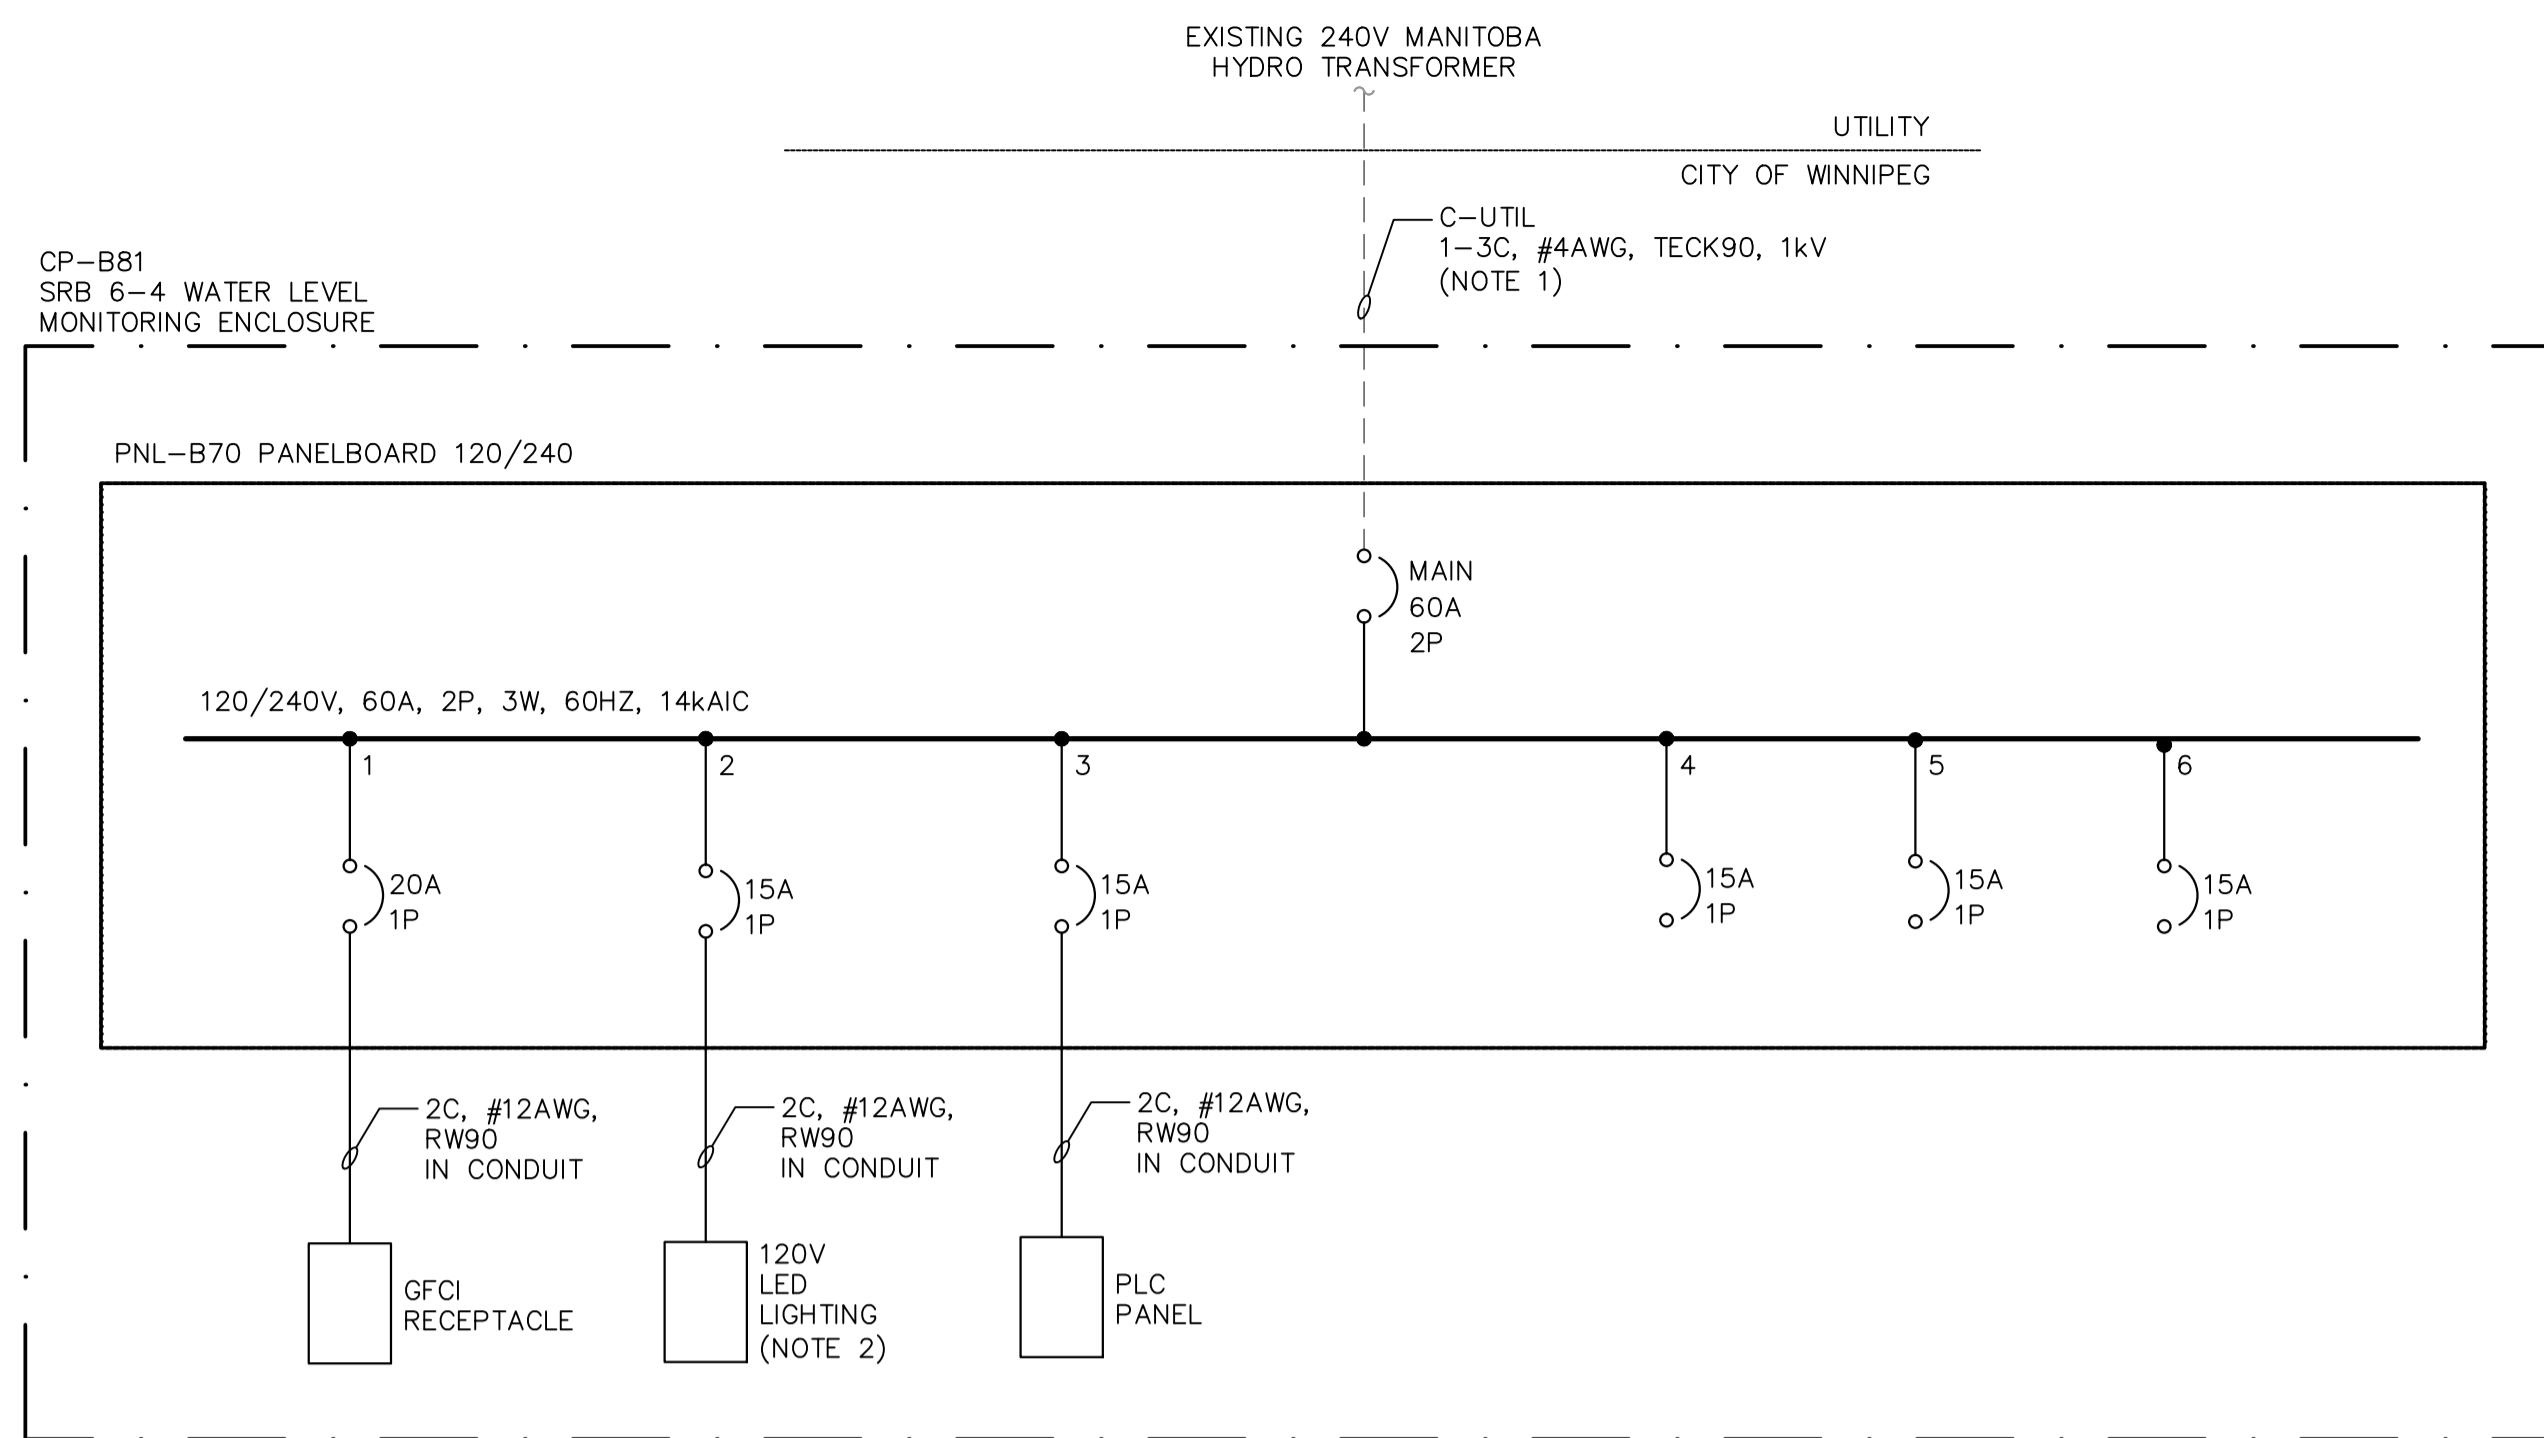 EXISTING 240V MANITOBA
HYDRO TRANSFORMER
UTILITY
CITY OF WINNIPEG
C-UTIL
1-3C, #4AWG, TECK90, 1kV
(NOTE 1)
CP-B81
SRB 6-4 WATER LEVEL
MONITORING ENCLOSURE
PNL-B70 PANELBOARD 120/240
MAIN
60A
2P
120/240V, 60A, 2P, 3W, 60HZ, 14kAIC
1
2
3
4
5
6
20A
1P
15A
1P
15A
1P
15A
1P
15A
1P
15A
1P
2C, #12AWG,
RW90
IN CONDUIT
2C, #12AWG,
RW90
IN CONDUIT
2C, #12AWG,
RW90
IN CONDUIT
GFCI
RECEPTACLE
120V
LED
LIGHTING
(NOTE 2)
PLC
PANEL